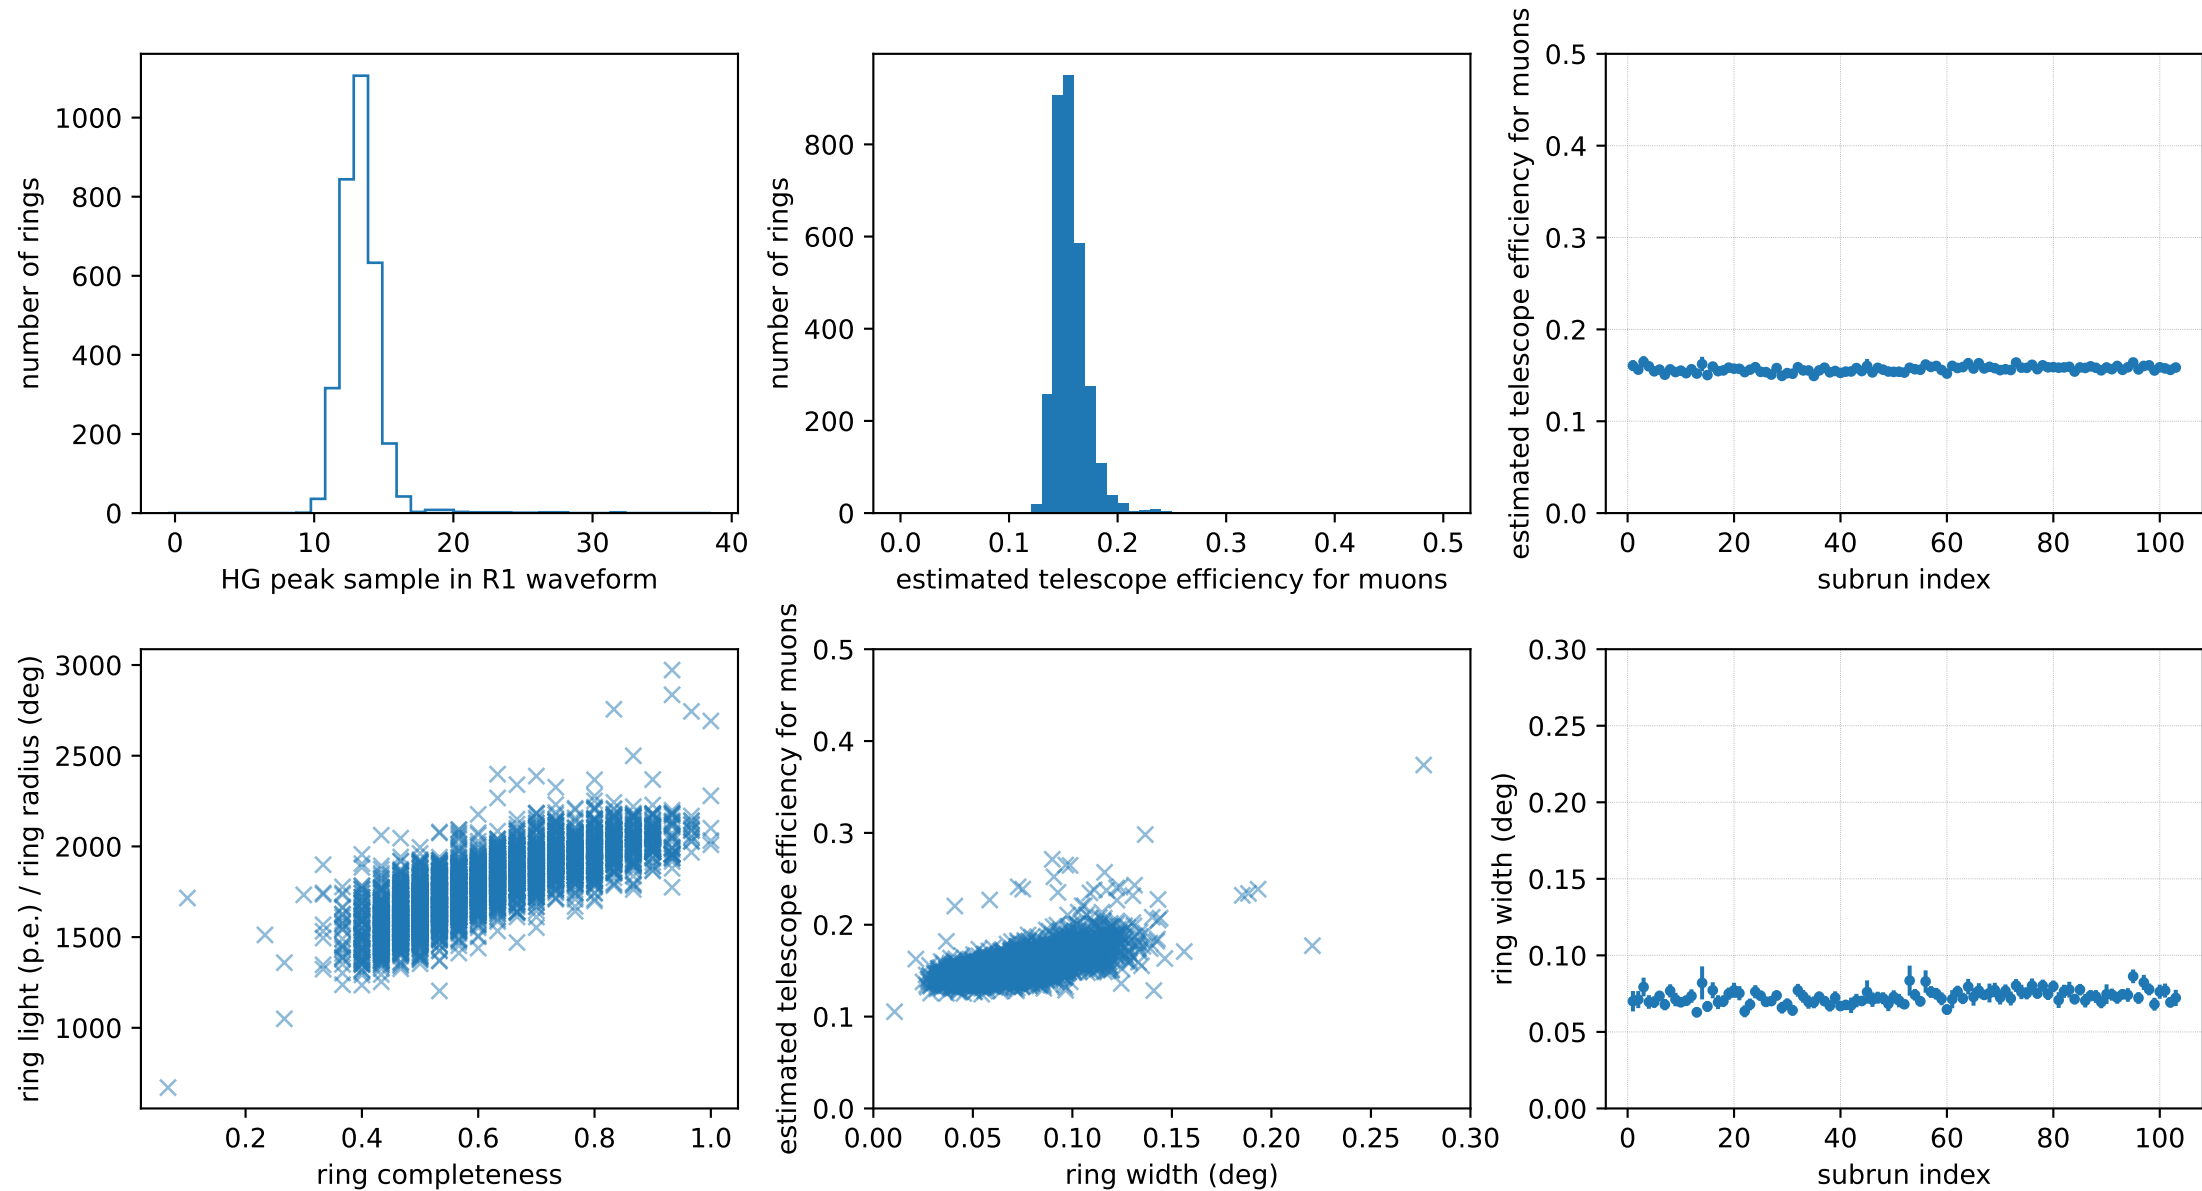 number of rings
1000
800
600
400
200
0
0 10 20 30 40
HG peak sample in R1 waveform
number of rings
800
600
400
200
0
0.0 0.1 0.2 0.3 0.4 0.5
estimated telescope efficiency for muons
estimated telescope efficiency for muons
0.5
0.4
0.3
0.2
0.1
0.0
0 20 40 60 80 100
subrun index
ring light (p.e.) / ring radius (deg)
3000
2500
2000
1500
1000
0.2 0.4 0.6 0.8 1.0
ring completeness
estimated telescope efficiency for muons
0.5
0.4
0.3
0.2
0.1
0.0
0.00 0.05 0.10 0.15 0.20 0.25 0.30
ring width (deg)
ring width (deg)
0.30
0.25
0.20
0.15
0.10
0.05
0.00
0 20 40 60 80 100
subrun index